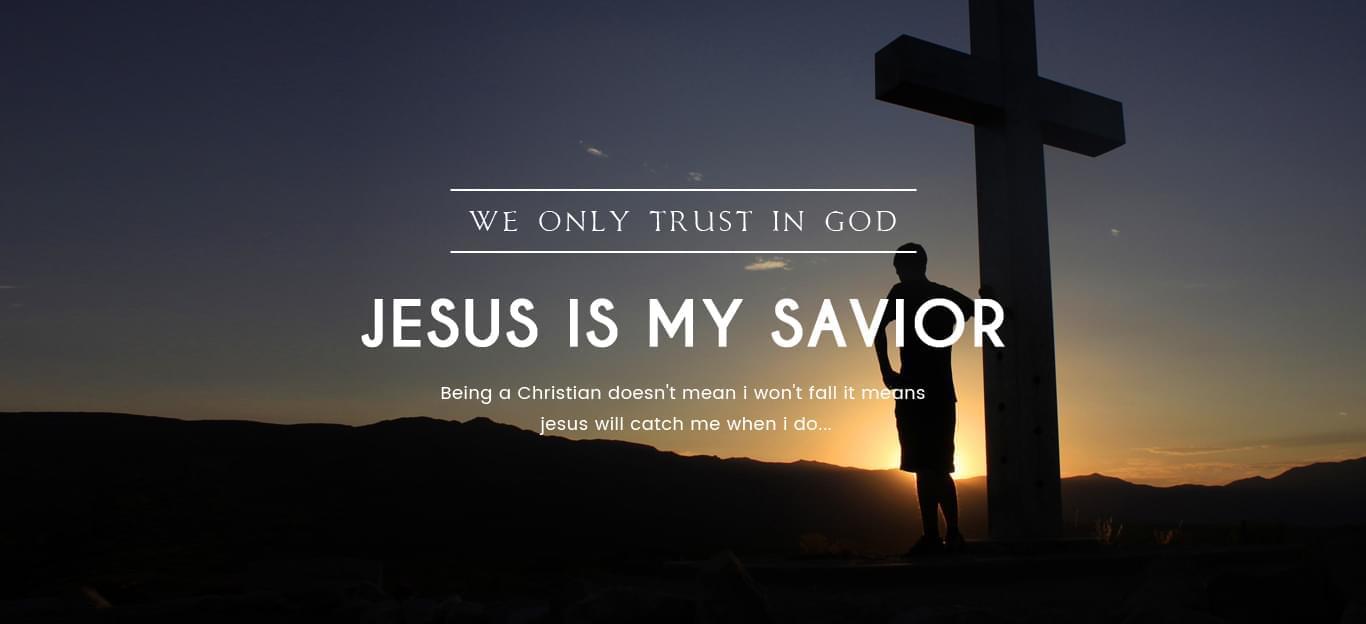 WE ONLY TRUST IN GOD
JESUS IS MY SAVIOR
Being a Christian doesn't mean i won't fall it means
jesus will catch me when i do...